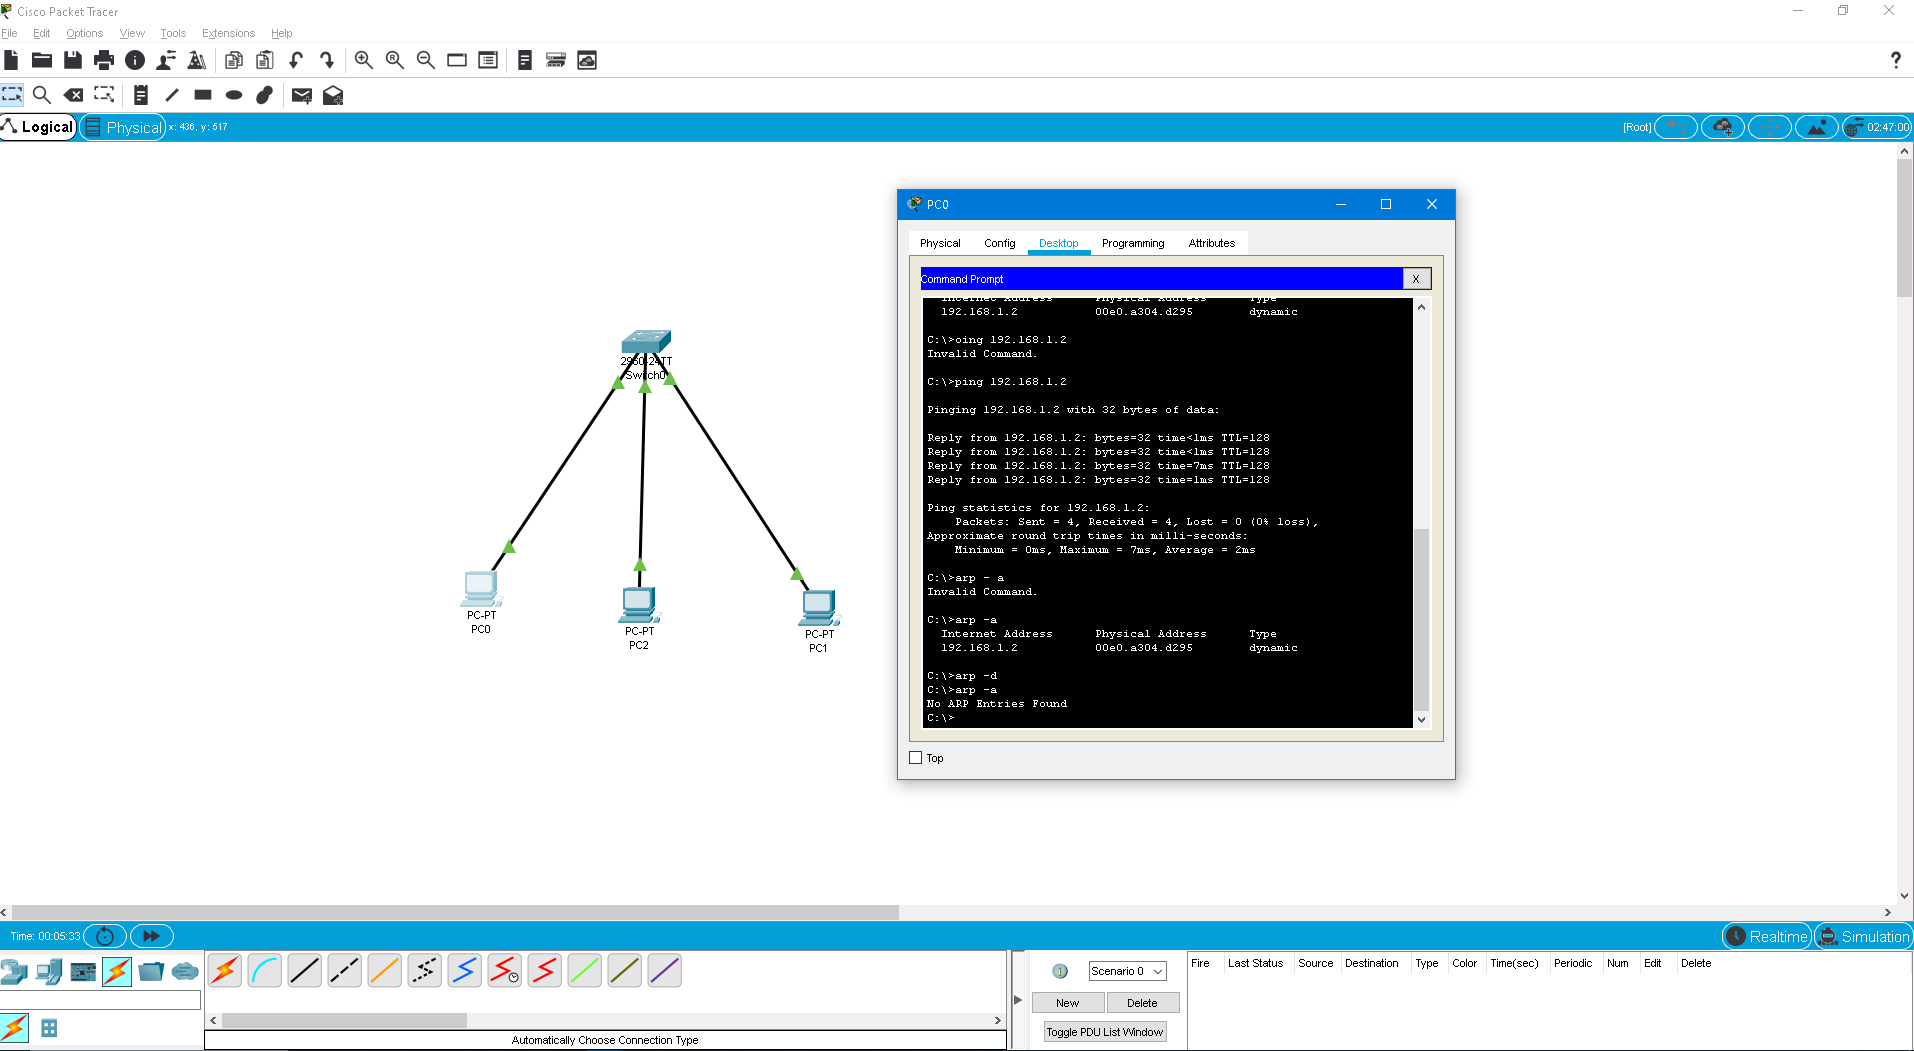 Cisco Packet Tracer
File Edit Options View Tools Extensions Help
Logical Physical x: 436, y: 517 [Root] 02:47:00
PC0
Physical Config Desktop Programming Attributes
Command Prompt X
Internet Address Physical Address Type
192.168.1.2 00e0.a304.d295 dynamic
C:\>oing 192.168.1.2
Invalid Command.
C:\>ping 192.168.1.2
Pinging 192.168.1.2 with 32 bytes of data:
Reply from 192.168.1.2: bytes=32 time<1ms TTL=128
Reply from 192.168.1.2: bytes=32 time<1ms TTL=128
Reply from 192.168.1.2: bytes=32 time=7ms TTL=128
Reply from 192.168.1.2: bytes=32 time=1ms TTL=128
Ping statistics for 192.168.1.2:
Packets: Sent = 4, Received = 4, Lost = 0 (0% loss),
Approximate round trip times in milli-seconds:
Minimum = 0ms, Maximum = 7ms, Average = 2ms
C:\>arp - a
Invalid Command.
C:\>arp -a
Internet Address Physical Address Type
192.168.1.2 00e0.a304.d295 dynamic
C:\>arp -d
C:\>arp -a
No ARP Entries Found
C:\>
Top
2950-24TT
Switch0
PC-PT
PC0
PC-PT
PC2
PC-PT
PC1
Time: 00:05:33 Realtime Simulation
Scenario 0
New Delete
Toggle PDU List Window
Fire Last Status Source Destination Type Color Time(sec) Periodic Num Edit Delete
Automatically Choose Connection Type